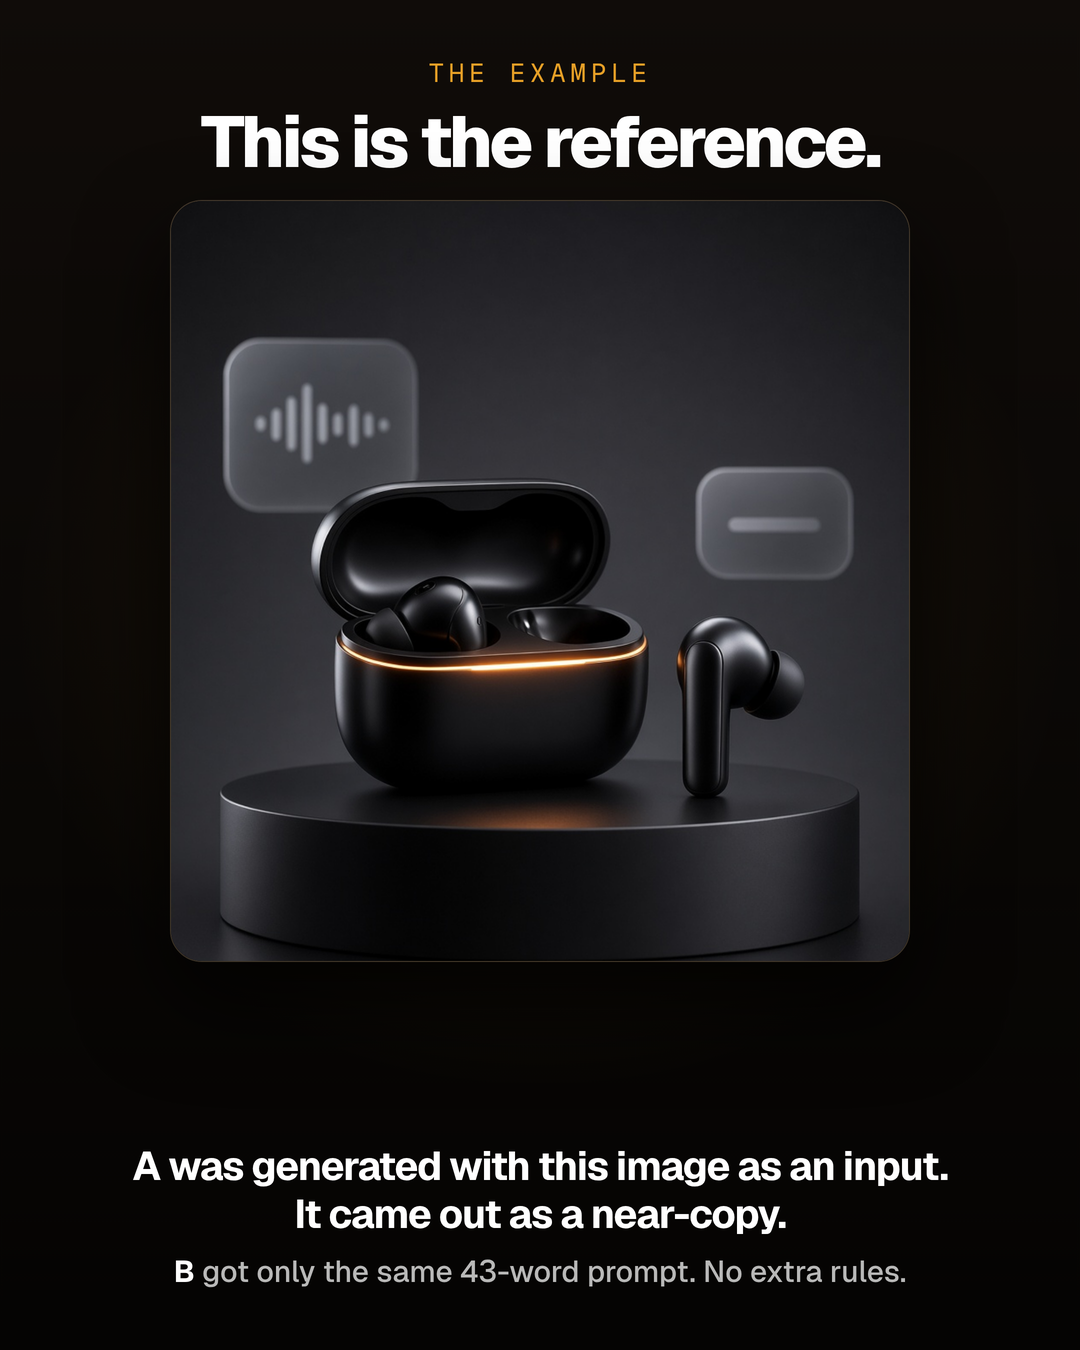 THE EXAMPLE
This is the reference.
A was generated with this image as an input.
It came out as a near-copy.
B got only the same 43-word prompt. No extra rules.